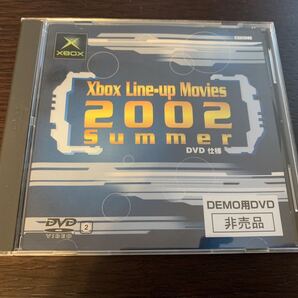 XBOX
Xbox Line-up Movies
2002
Summer
DVD 仕様
DEMO用DVD
非売品
DVD
VIDEO
2